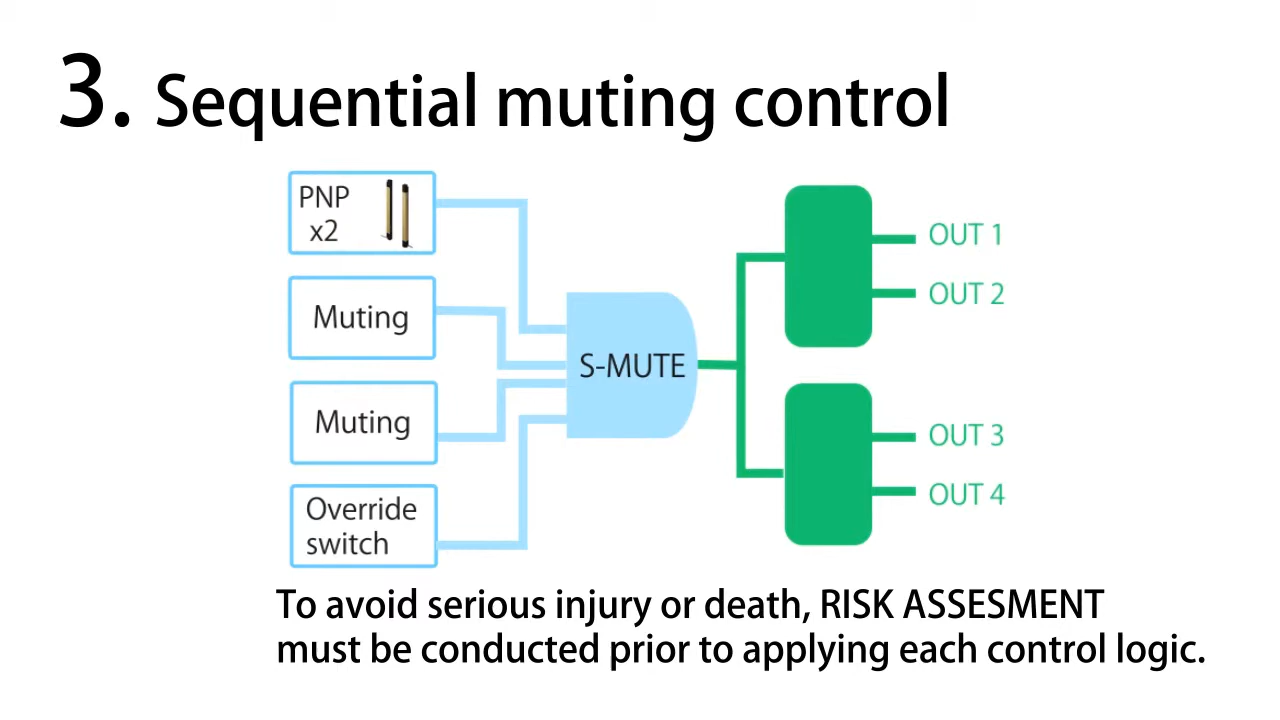 3. Sequential muting control
PNP
x2
Muting
Muting
Override
switch
S-MUTE
OUT 1
OUT 2
OUT 3
OUT 4
To avoid serious injury or death, RISK ASSESMENT
must be conducted prior to applying each control logic.